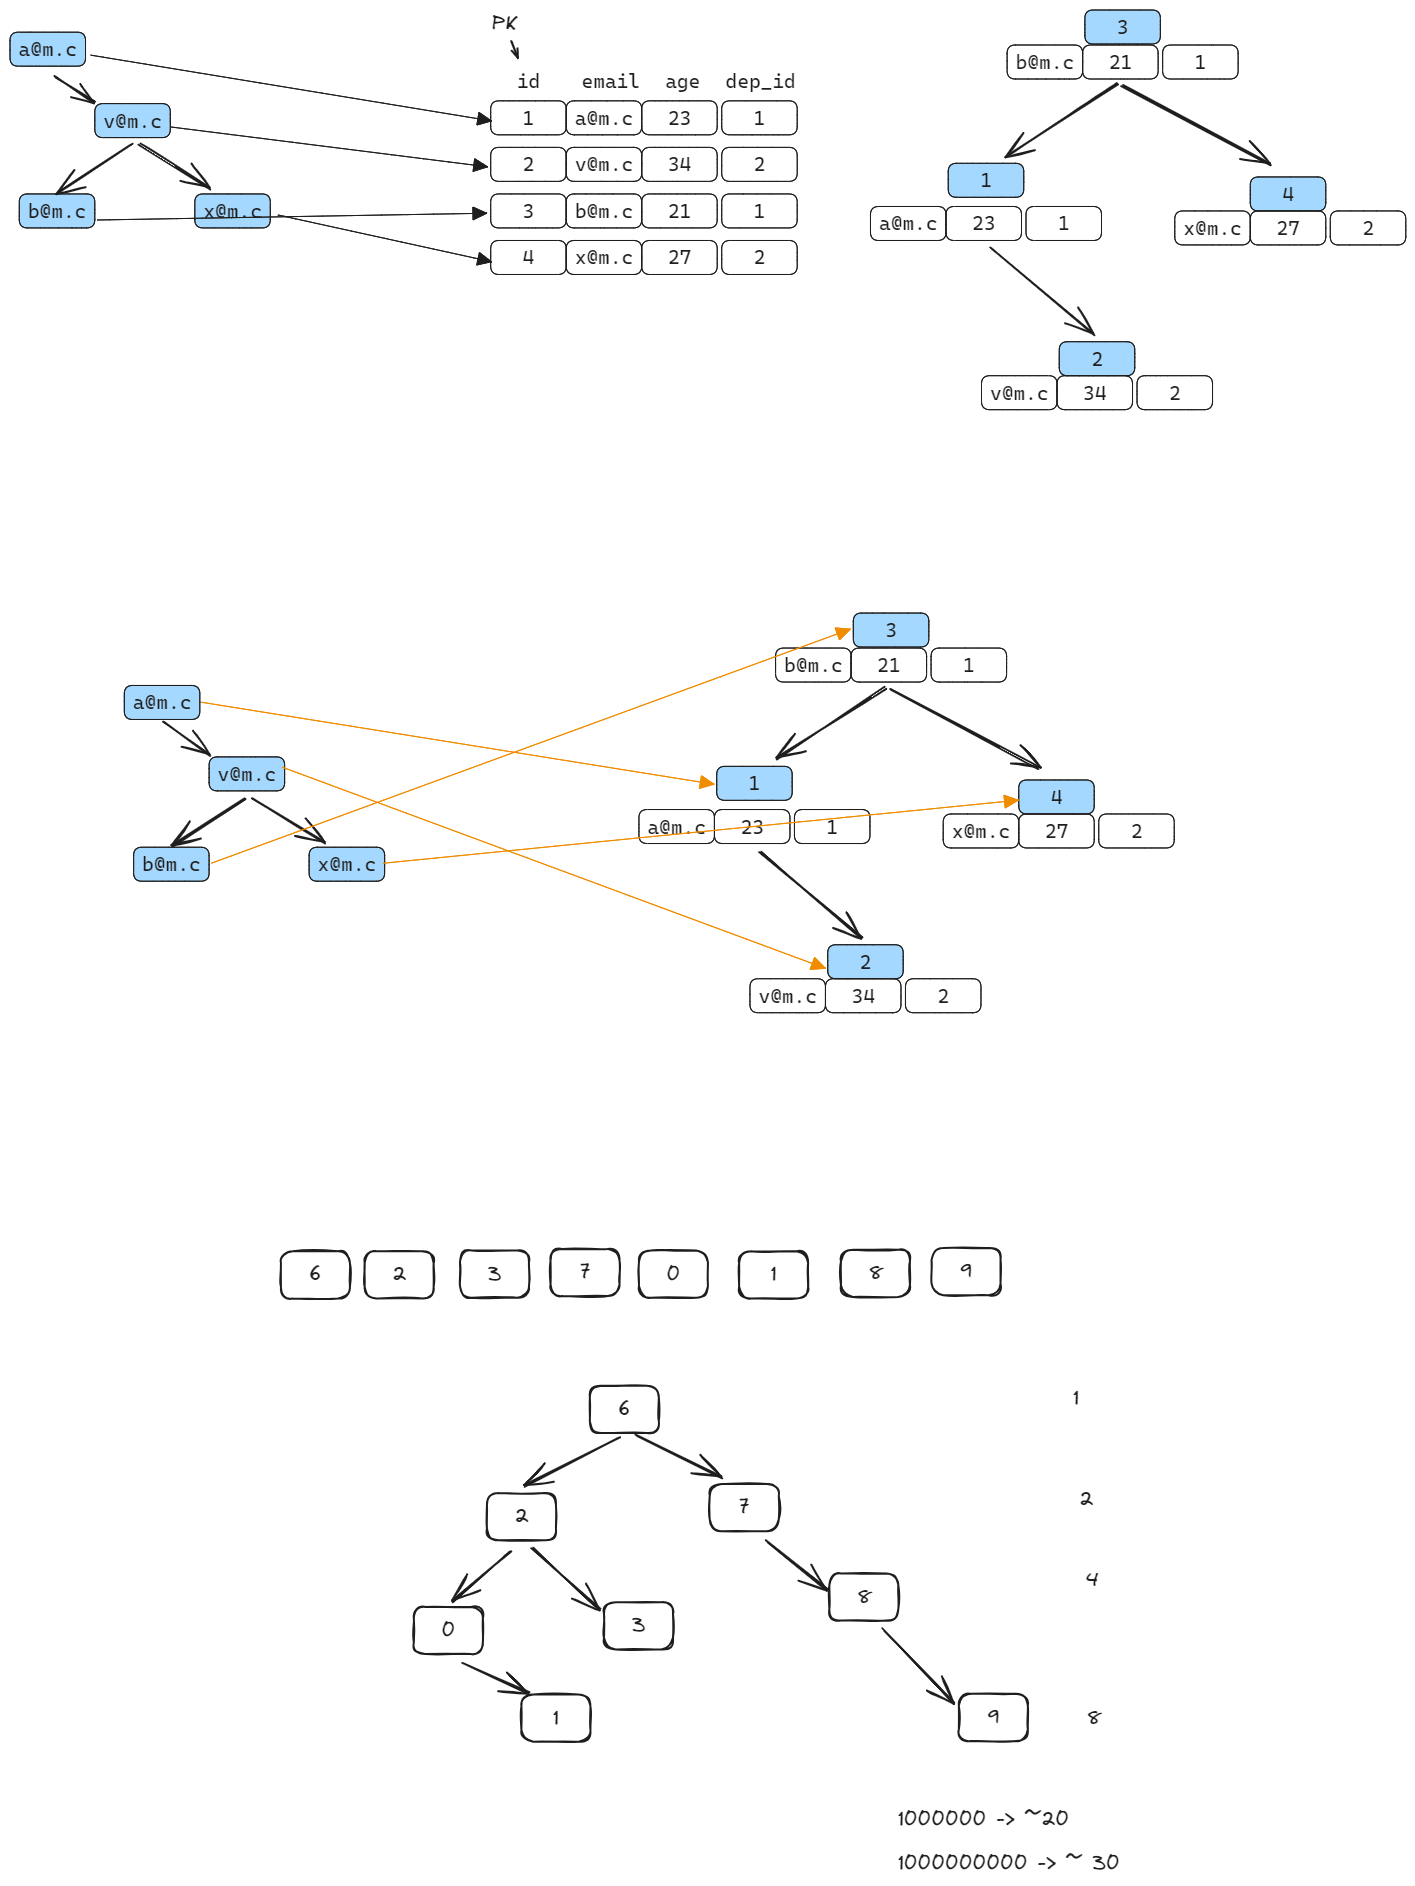 PK
id email age dep_id
a@m.c
v@m.c
b@m.c x@m.c
1 a@m.c 23 1
2 v@m.c 34 2
3 b@m.c 21 1
4 x@m.c 27 2
3
b@m.c 21 1
1
a@m.c 23 1
4
x@m.c 27 2
2
v@m.c 34 2
a@m.c
v@m.c
b@m.c x@m.c
3
b@m.c 21 1
1
a@m.c 23 1
4
x@m.c 27 2
2
v@m.c 34 2
6 2 3 7 0 1 8 9
6 1
2 7 2
8 4
0 3
1 9 8
1000000 -> ~20
1000000000 -> ~ 30